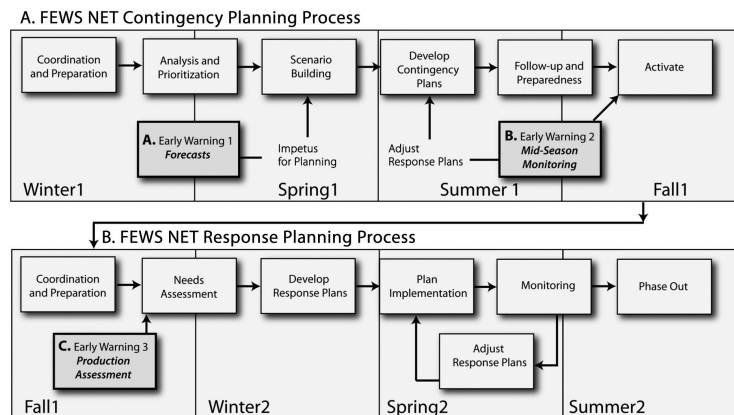 A. FEWS NET Contingency Planning Process
Coordination
and Preparation
Analysis and
Prioritization
Scenario
Building
Develop
Contingency
Plans
Follow-up and
Preparedness
Activate
A. Early Warning 1
Forecasts
Impetus
for Planning
Adjust
Response Plans
B. Early Warning 2
Mid-Season
Monitoring
Winter1
Spring1
Summer 1
Fall1
B. FEWS NET Response Planning Process
Coordination
and Preparation
Needs
Assessment
Develop
Response Plans
Plan
Implementation
Monitoring
Phase Out
C. Early Warning 3
Production
Assessment
Adjust
Response Plans
Fall1
Winter2
Spring2
Summer2